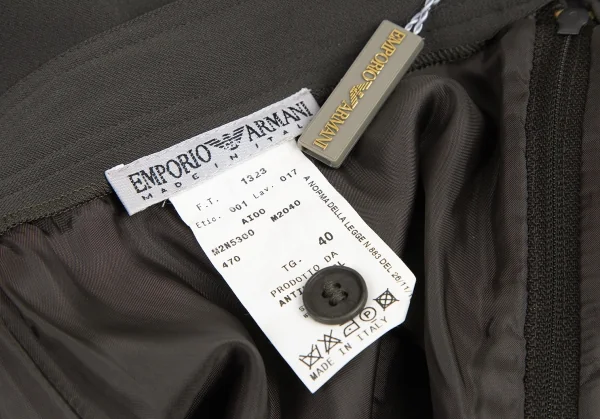 EMPORIO ARMANI
MADE IN ITALY
EMPORIO ARMANI
F.T. 1323
Etic. 001 Lav. 017
AI00
M2N5300 M2040
470
TG. 40
PRODOTTO DA
A NORMA DELLA LEGGE N 883 DEL 26/11/
MADE IN ITALY